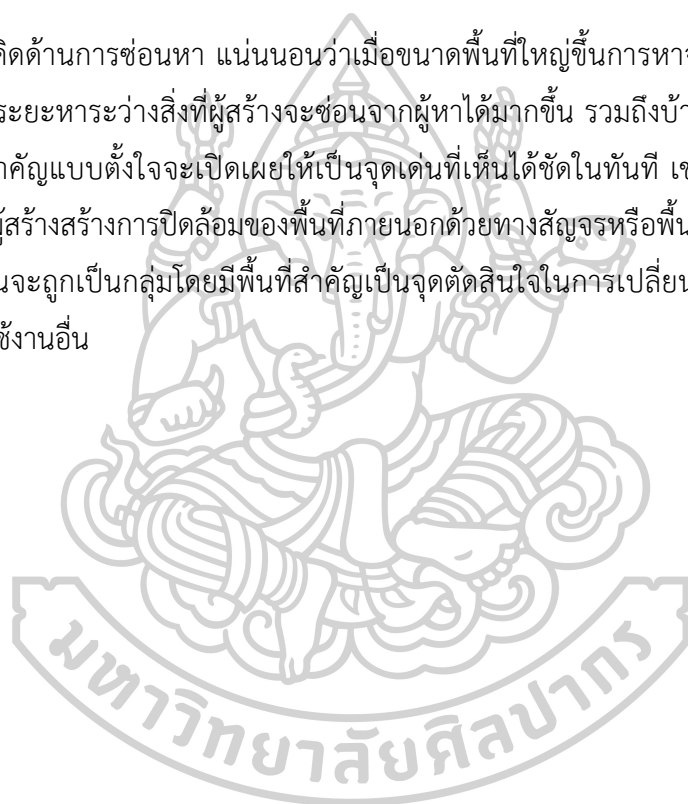 คิดด้านการซ่อนหา แน่นนอนว่าเมื่อขนาดพื้นที่ใหญ่ขึ้นการหาจ
ระยะหาระว่างสิ่งที่ผู้สร้างจะซ่อนจากผู้หาได้มากขึ้น รวมถึงบ้า
ำคัญแบบตั้งใจจะเปิดเผยให้เป็นจุดเด่นที่เห็นได้ชัดในทันที เช
ผู้สร้างสร้างการปิดล้อมของพื้นที่ภายนอกด้วยทางสัญจรหรือพื้น
นจะถูกเป็นกลุ่มโดยมีพื้นที่สำคัญเป็นจุดตัดสินใจในการเปลี่ยน
ช้งานอื่น
มหาวิทยาลัยศิลปากร